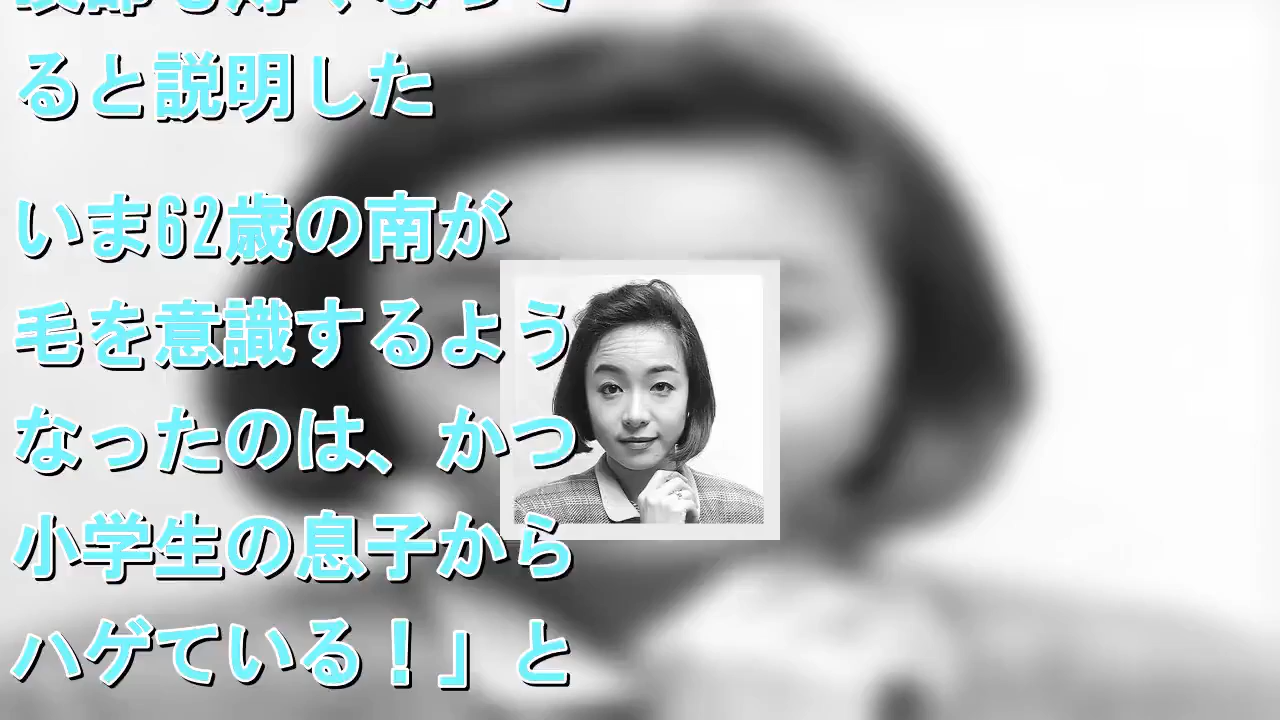 ると説明した
いま62歳の南が
毛を意識するよう
なったのは、かつ
小学生の息子から
ハゲている！」と